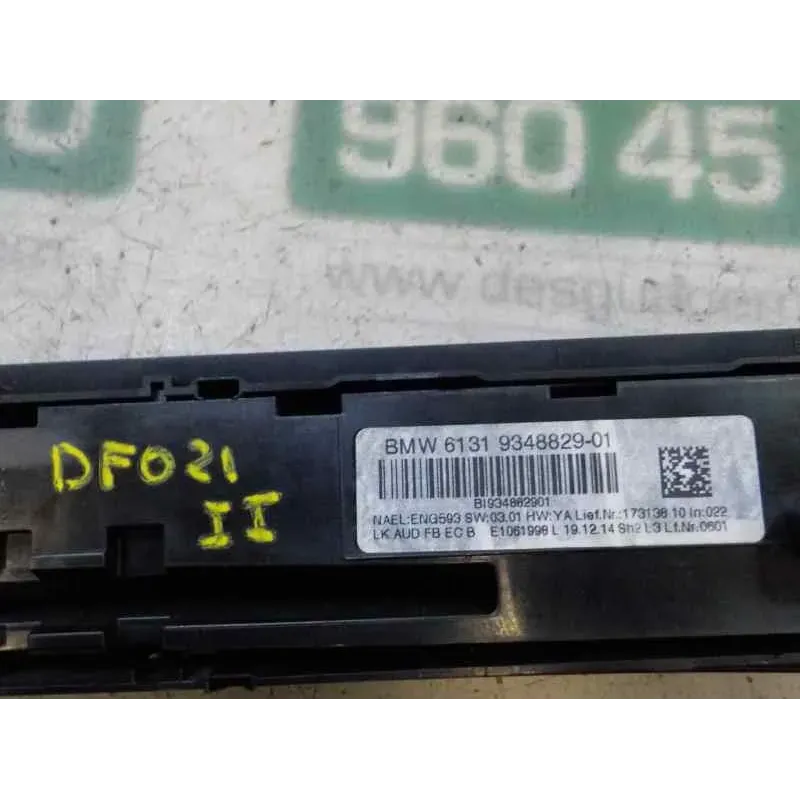 0
960 45
www.desgu
DF021
II
BMW 6131 9348829-01
BI934882901
NAEL:ENG593 SW:03.01 HW:YA Lief.Nr.:173138 10 In:022
LK AUD FB EC B E1061998 L 19.12.14 Sh2 L3 Lf.Nr:0601